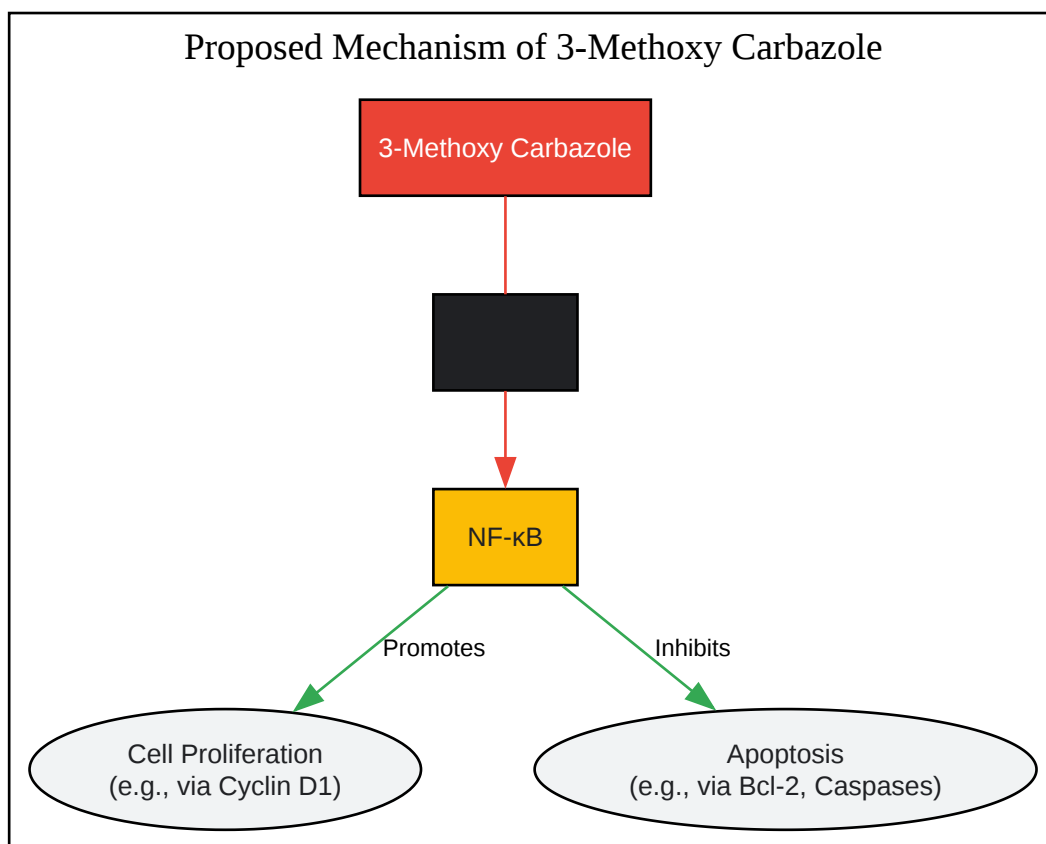 Proposed Mechanism of 3-Methoxy Carbazole
3-Methoxy Carbazole
NF-κB
Promotes
Inhibits
Cell Proliferation
(e.g., via Cyclin D1)
Apoptosis
(e.g., via Bcl-2, Caspases)